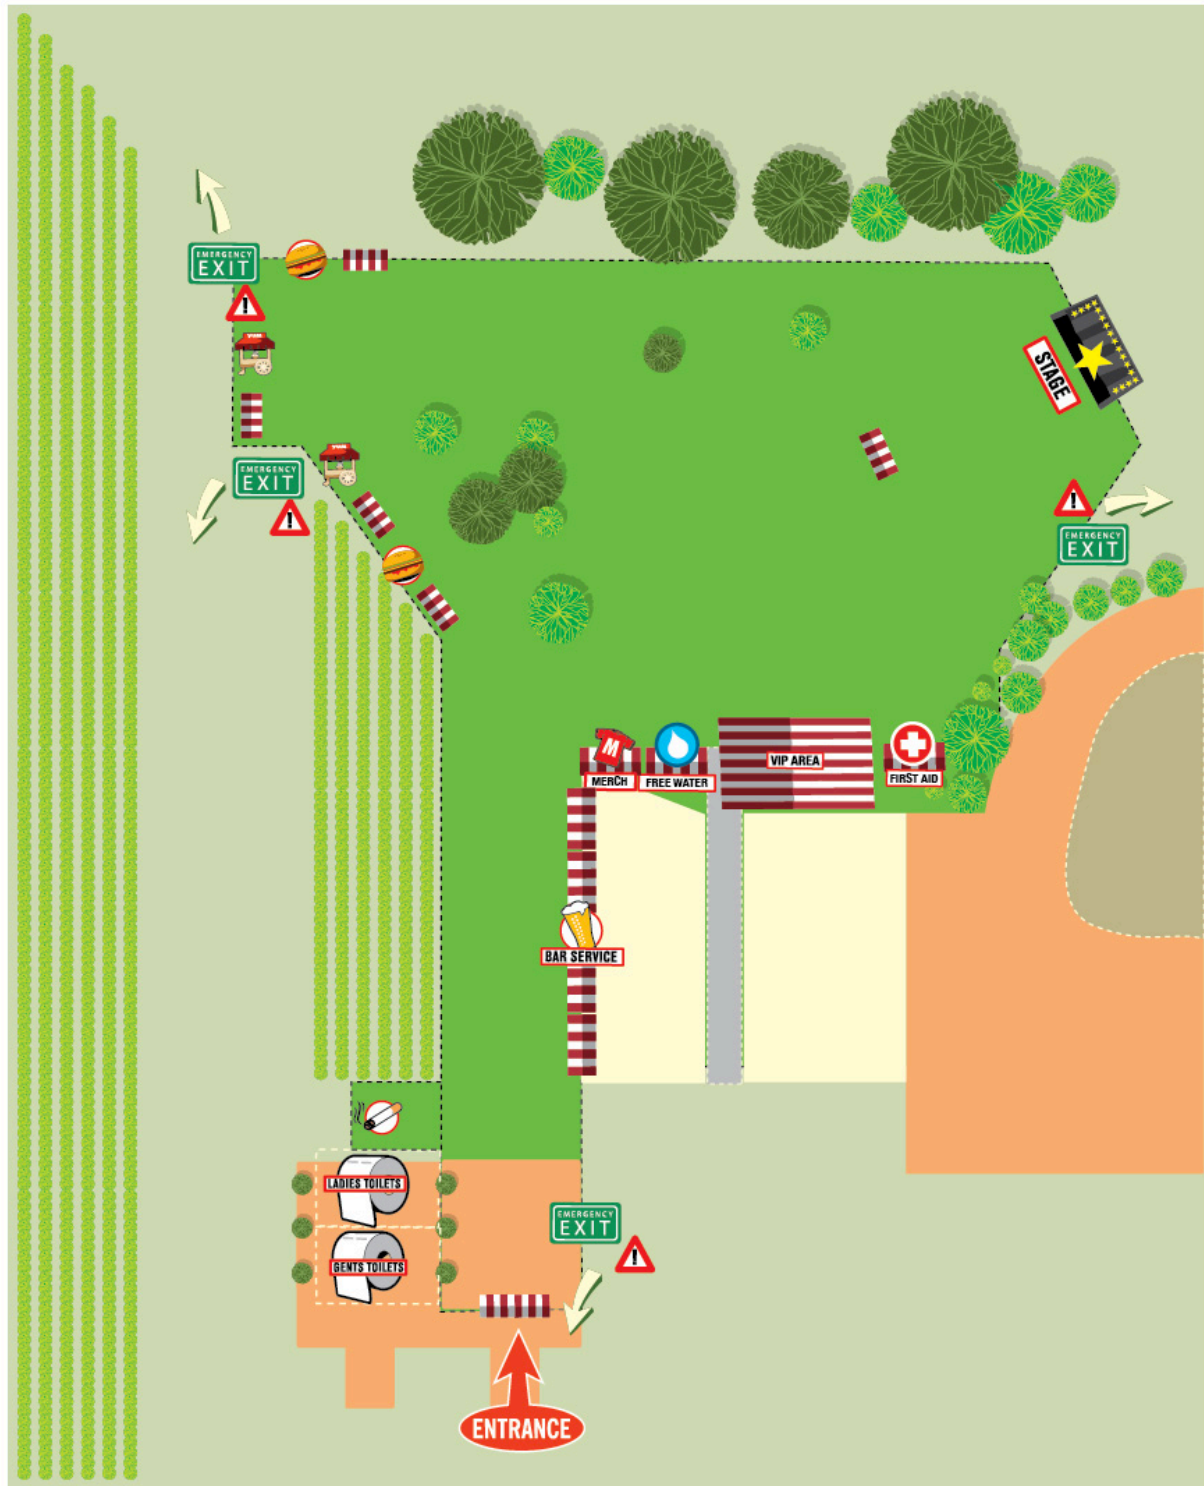 EMERGENCY
EXIT
!
STAGE
EMERGENCY
EXIT
!
!
EMERGENCY
EXIT
M
MERCH
FREE WATER
VIP AREA
FIRST AID
BAR SERVICE
LADIES TOILETS
GENTS TOILETS
EMERGENCY
EXIT
!
ENTRANCE